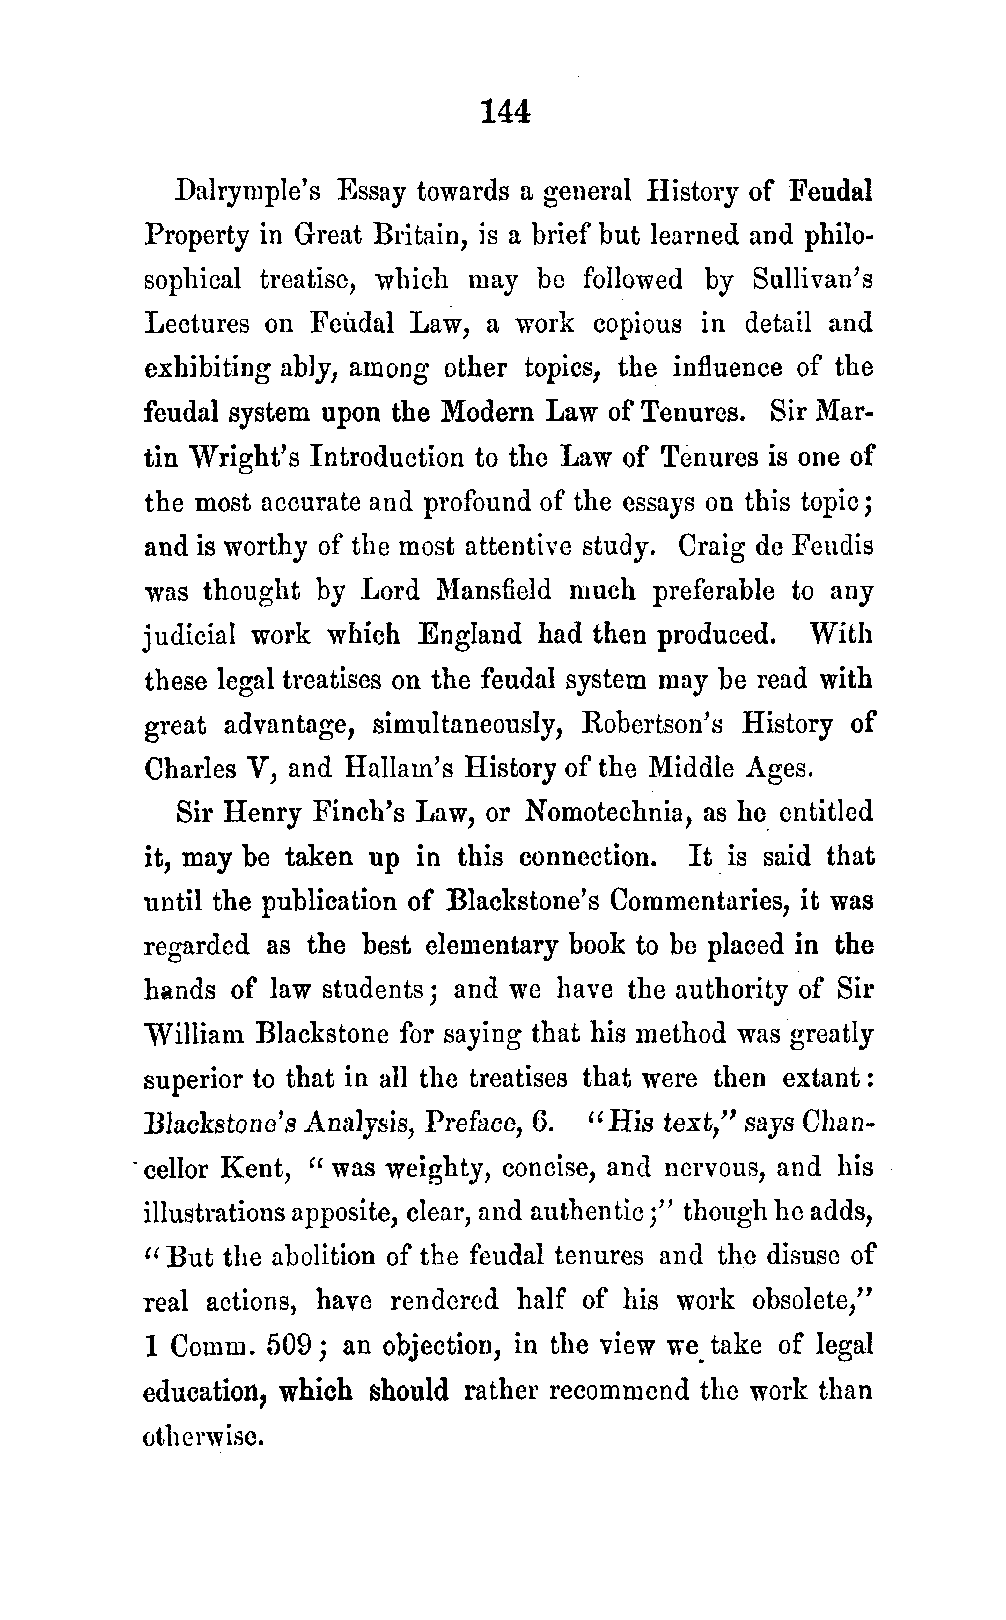 144
Dalrymple's Essay towards a general History of Feudal
Property in Great Britain, is a brief but learned and philo-
sophical treatise, which may be followed by Sullivan's
Lectures on Feudal Law, a work copious in detail and
exhibiting ably, among other topics, the influence of the
feudal system upon the Modern Law of Tenures. Sir Mar-
tin Wright's Introduction to the Law of Tenures is one of
the most accurate and profound of the essays on this topic;
and is worthy of the most attentive study. Craig de Feudis
was thought by Lord Mansfield much preferable to any
judicial work which England had then produced. With
these legal treatises on the feudal system may be read with
great advantage, simultaneously, Robertson's History of
Charles V, and Hallam's History of the Middle Ages.
Sir Henry Finch's Law, or Nomotechnia, as he entitled
it, may be taken up in this connection. It is said that
until the publication of Blackstone's Commentaries, it was
regarded as the best elementary book to be placed in the
hands of law students; and we have the authority of Sir
William Blackstone for saying that his method was greatly
superior to that in all the treatises that were then extant:
Blackstone's Analysis, Preface, 6. "His text," says Chan-
cellor Kent, "was weighty, concise, and nervous, and his
illustrations apposite, clear, and authentic;" though he adds,
"But the abolition of the feudal tenures and the disuse of
real actions, have rendered half of his work obsolete,"
1 Comm. 509; an objection, in the view we take of legal
education, which should rather recommend the work than
otherwise.